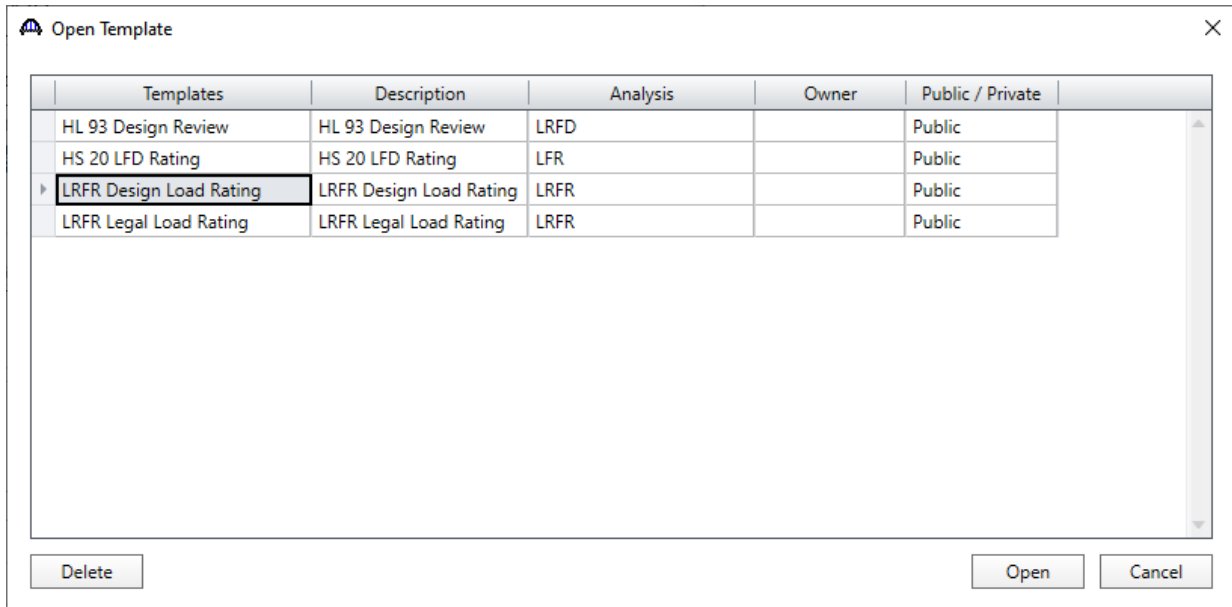 Open Template
Templates Description Analysis Owner Public / Private
HL 93 Design Review HL 93 Design Review LRFD Public
HS 20 LFD Rating HS 20 LFD Rating LFR Public
LRFR Design Load Rating LRFR Design Load Rating LRFR Public
LRFR Legal Load Rating LRFR Legal Load Rating LRFR Public
Delete Open Cancel